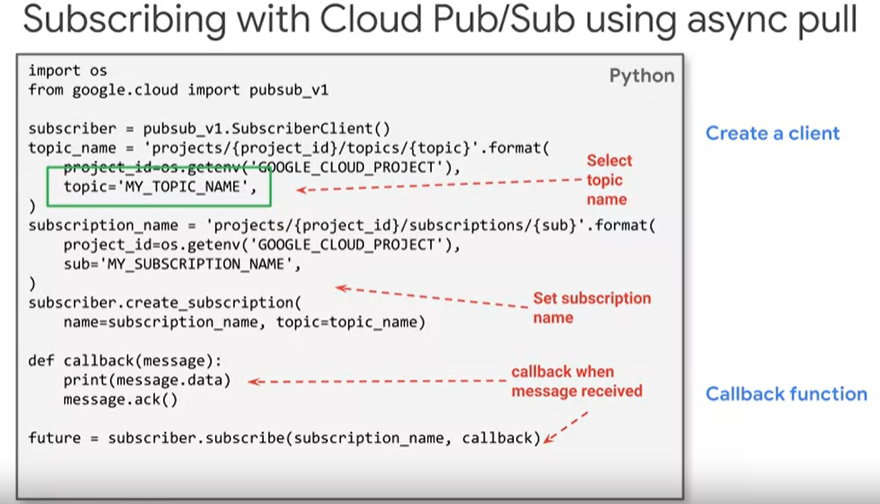 Subscribing with Cloud Pub/Sub using async pull
Python
import os
from google.cloud import pubsub_v1
subscriber = pubsub_v1.SubscriberClient()
topic_name = 'projects/{project_id}/topics/{topic}'.format(
project_id=os.getenv('GOOGLE_CLOUD_PROJECT'),
topic='MY_TOPIC_NAME',
)
subscription_name = 'projects/{project_id}/subscriptions/{sub}'.format(
project_id=os.getenv('GOOGLE_CLOUD_PROJECT'),
sub='MY_SUBSCRIPTION_NAME',
)
subscriber.create_subscription(
name=subscription_name, topic=topic_name)
def callback(message):
print(message.data)
message.ack()
future = subscriber.subscribe(subscription_name, callback)
Select
topic
name
Set subscription
name
callback when
message received
Create a client
Callback function